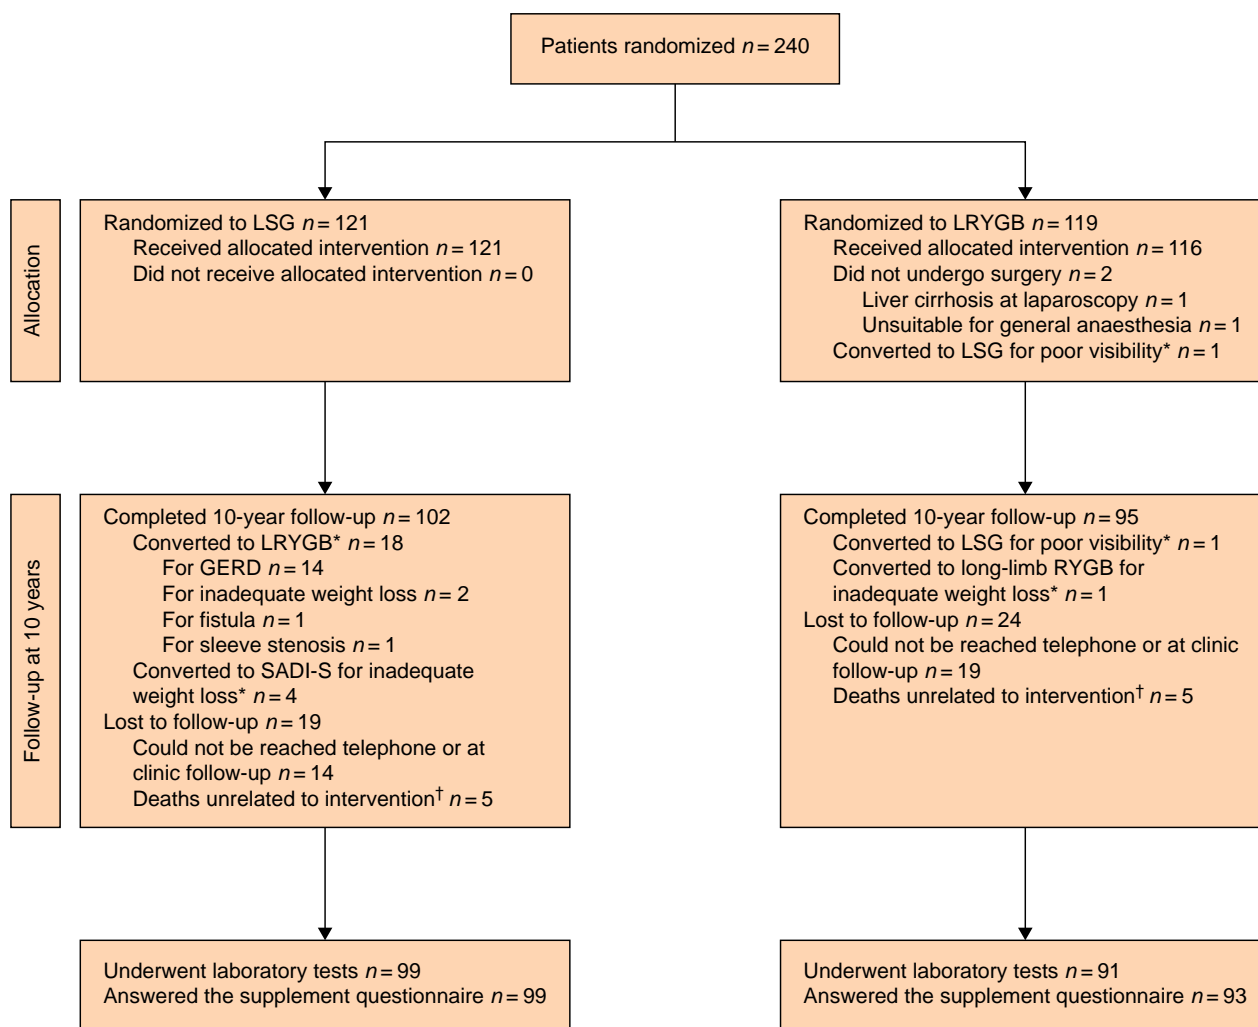 Patients randomized n = 240
Allocation
Randomized to LSG n = 121
Received allocated intervention n = 121
Did not receive allocated intervention n = 0
Randomized to LRYGB n = 119
Received allocated intervention n = 116
Did not undergo surgery n = 2
Liver cirrhosis at laparoscopy n = 1
Unsuitable for general anaesthesia n = 1
Converted to LSG for poor visibility* n = 1
Follow-up at 10 years
Completed 10-year follow-up n = 102
Converted to LRYGB* n = 18
For GERD n = 14
For inadequate weight loss n = 2
For fistula n = 1
For sleeve stenosis n = 1
Converted to SADI-S for inadequate
weight loss* n = 4
Lost to follow-up n = 19
Could not be reached telephone or at
clinic follow-up n = 14
Deaths unrelated to intervention† n = 5
Completed 10-year follow-up n = 95
Converted to LSG for poor visibility* n = 1
Converted to long-limb RYGB for
inadequate weight loss* n = 1
Lost to follow-up n = 24
Could not be reached telephone or at clinic
follow-up n = 19
Deaths unrelated to intervention† n = 5
Underwent laboratory tests n = 99
Answered the supplement questionnaire n = 99
Underwent laboratory tests n = 91
Answered the supplement questionnaire n = 93